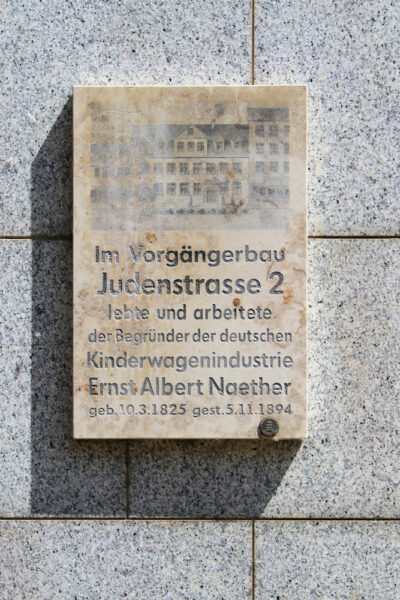 Im Vorgängerbau
Judenstrasse 2
lebte und arbeitete
der Begründer der deutschen
Kinderwagenindustrie
Ernst Albert Naether
geb.10.3.1825 gest.5.11.1894